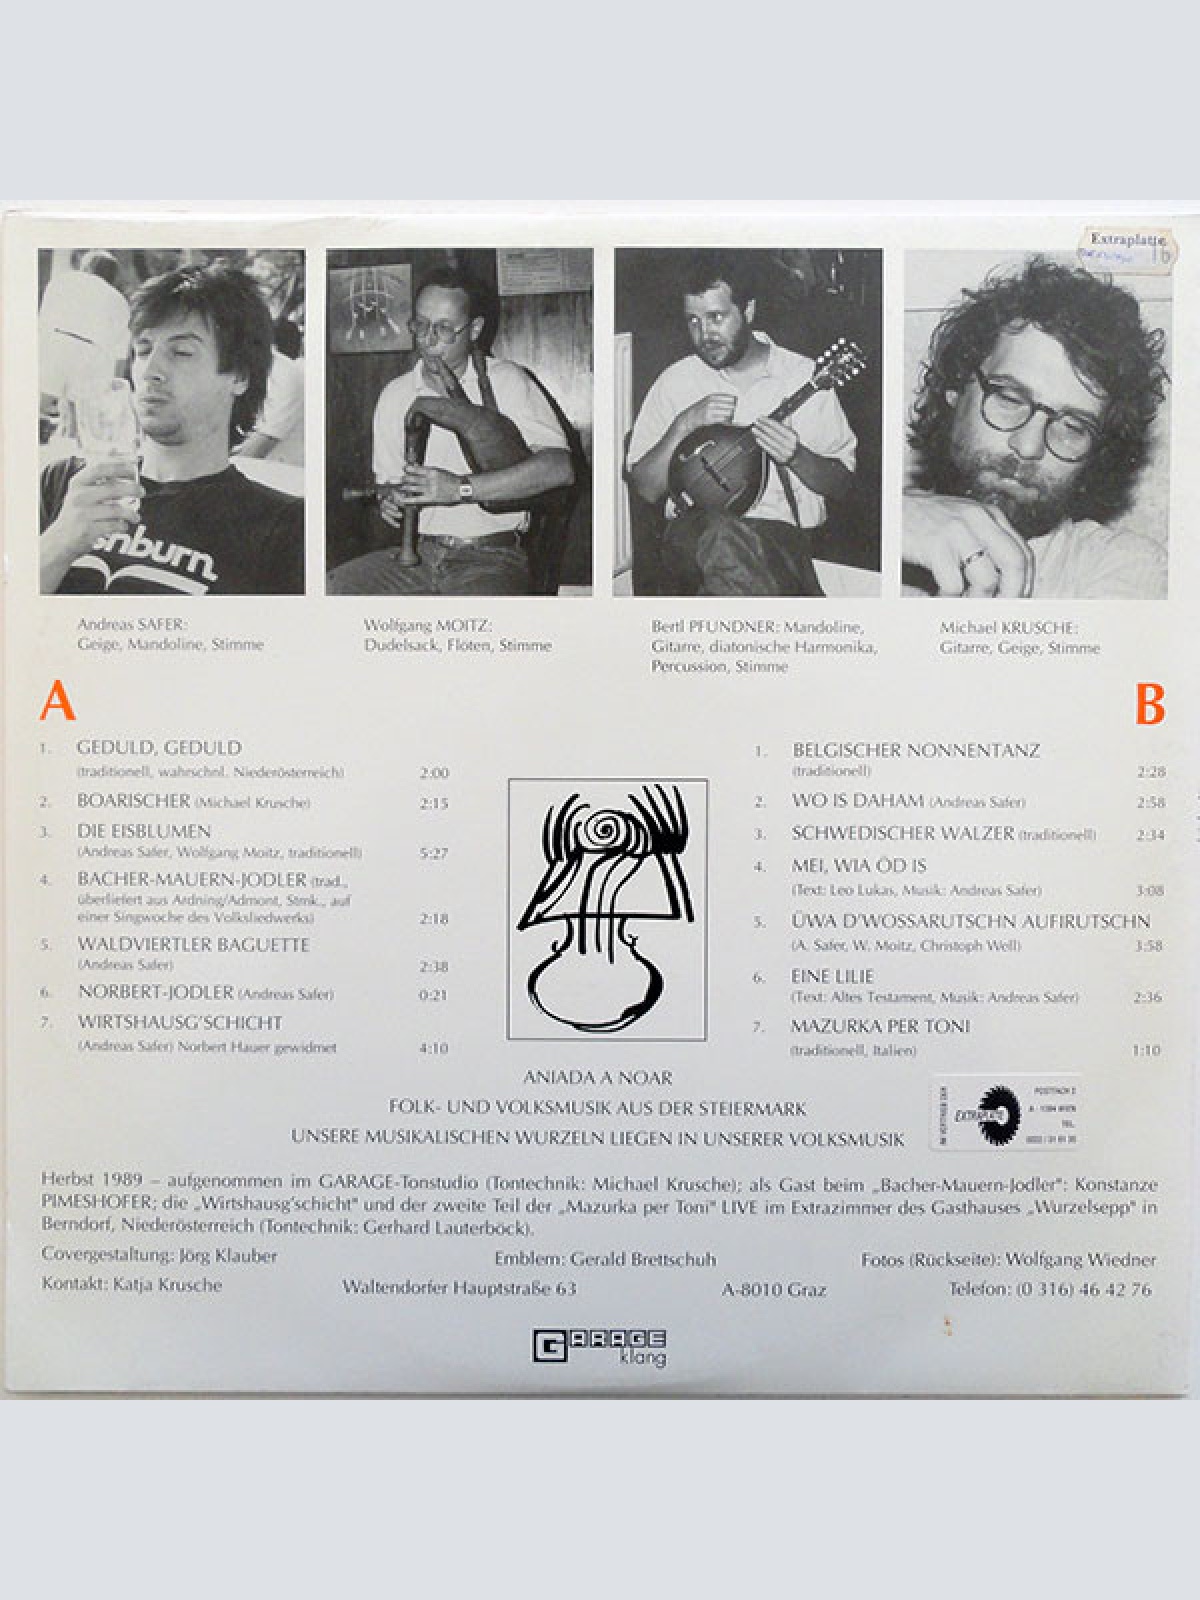 Extraplatte
16
nburn
Andreas SAFER:
Geige, Mandoline, Stimme
Wolfgang MOITZ:
Dudelsack, Flöten, Stimme
Bertl PFUNDNER: Mandoline,
Gitarre, diatonische Harmonika,
Percussion, Stimme
Michael KRUSCHE:
Gitarre, Geige, Stimme
A
1. GEDULD, GEDULD
(traditionell, wahrschnl. Niederösterreich) 2:00
2. BOARISCHER (Michael Krusche) 2:15
3. DIE EISBLUMEN
(Andreas Safer, Wolfgang Moitz, traditionell) 5:27
4. BACHER-MAUERN-JODLER (trad.,
überliefert aus Ardning/Admont, Stmk., auf
einer Singwoche des Volksliedwerks) 2:18
5. WALDVIERTLER BAGUETTE
(Andreas Safer) 2:38
6. NORBERT-JODLER (Andreas Safer) 0:21
7. WIRTSHAUSG'SCHICHT
(Andreas Safer) Norbert Hauer gewidmet 4:10
B
1. BELGISCHER NONNENTANZ
(traditionell) 2:28
2. WO IS DAHAM (Andreas Safer) 2:58
3. SCHWEDISCHER WALZER (traditionell) 2:34
4. MEI, WIA ÖD IS
(Text: Leo Lukas, Musik: Andreas Safer) 3:08
5. ÜWA D'WOSSARUTSCHN AUFIRUTSCHN
(A. Safer, W. Moitz, Christoph Well) 3:58
6. EINE LILIE
(Text: Altes Testament, Musik: Andreas Safer) 2:36
7. MAZURKA PER TONI
(traditionell, Italien) 1:10
ANIADA A NOAR
FOLK- UND VOLKSMUSIK AUS DER STEIERMARK
UNSERE MUSIKALISCHEN WURZELN LIEGEN IN UNSERER VOLKSMUSIK
IM VERTRIEB DER
EXTRAPLATTE
POSTFACH 2
WIEN
TEL.
Herbst 1989 – aufgenommen im GARAGE-Tonstudio (Tontechnik: Michael Krusche); als Gast beim „Bacher-Mauern-Jodler": Konstanze
PIMESHOFER; die „Wirtshausg'schicht" und der zweite Teil der „Mazurka per Toni" LIVE im Extrazimmer des Gasthauses „Wurzelsepp" in
Berndorf, Niederösterreich (Tontechnik: Gerhard Lauterböck).
Covergestaltung: Jörg Klauber Emblem: Gerald Brettschuh Fotos (Rückseite): Wolfgang Wiedner
Kontakt: Katja Krusche Waltendorfer Hauptstraße 63 A-8010 Graz Telefon: (0 316) 46 42 76
GARAGE
klang